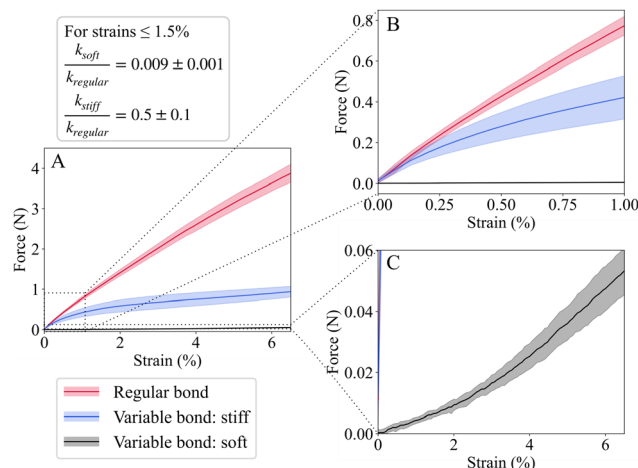 For strains ≤ 1.5%
k_soft / k_regular = 0.009 ± 0.001
k_stiff / k_regular = 0.5 ± 0.1
A
Force (N)
4
3
2
1
0
0 2 4 6
Strain (%)
B
Force (N)
0.8
0.6
0.4
0.2
0.0
0.00 0.25 0.50 0.75 1.00
Strain (%)
C
Force (N)
0.06
0.04
0.02
0.00
0 2 4 6
Strain (%)
Regular bond
Variable bond: stiff
Variable bond: soft